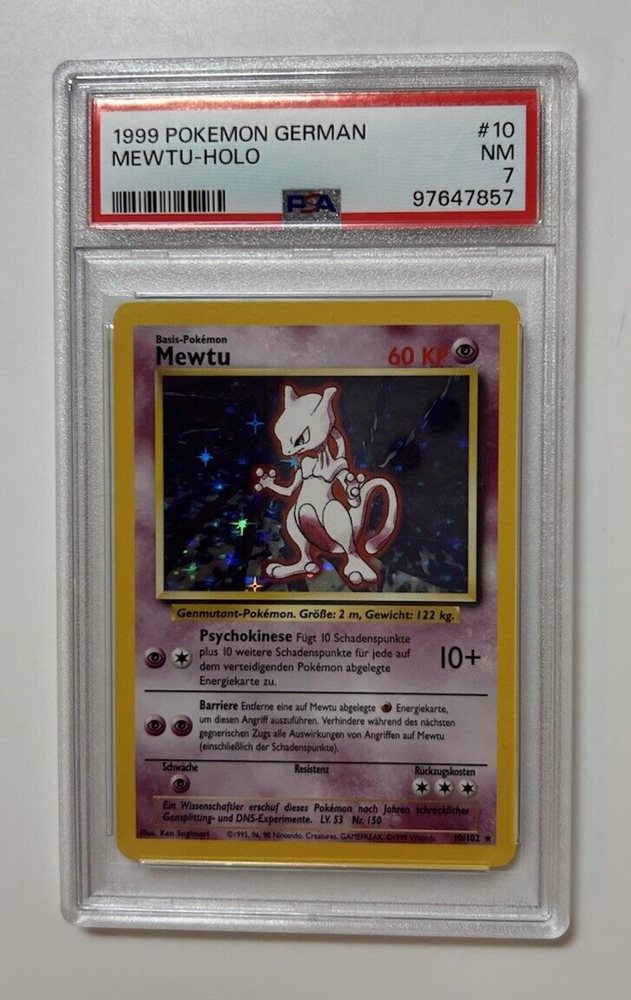 1999 POKEMON GERMAN #10
MEWTU-HOLO NM
7
PSA 97647857
Basis-Pokémon
Mewtu 60 KP
Genmutant-Pokémon. Größe: 2 m, Gewicht: 122 kg.
Psychokinese Fügt 10 Schadenspunkte
plus 10 weitere Schadenspunkte für jede auf
dem verteidigenden Pokémon abgelegte
Energiekarte zu.
10+
Barriere Entferne eine auf Mewtu abgelegte Energiekarte,
um diesen Angriff auszuführen. Verhindere während des nächsten
gegnerischen Zugs alle Auswirkungen von Angriffen auf Mewtu
(einschließlich der Schadenspunkte).
Schwäche Resistenz Rückzugskosten
Ein Wissenschaftler erschuf dieses Pokémon nach Jahren schrecklicher
Gensplitting- und DNS-Experimente. LV. 53 Nr. 150
Illus. Ken Sugimori ©1995, 96, 98 Nintendo, Creatures, GAMEFREAK. ©1999 Wizards. 10/102 ★